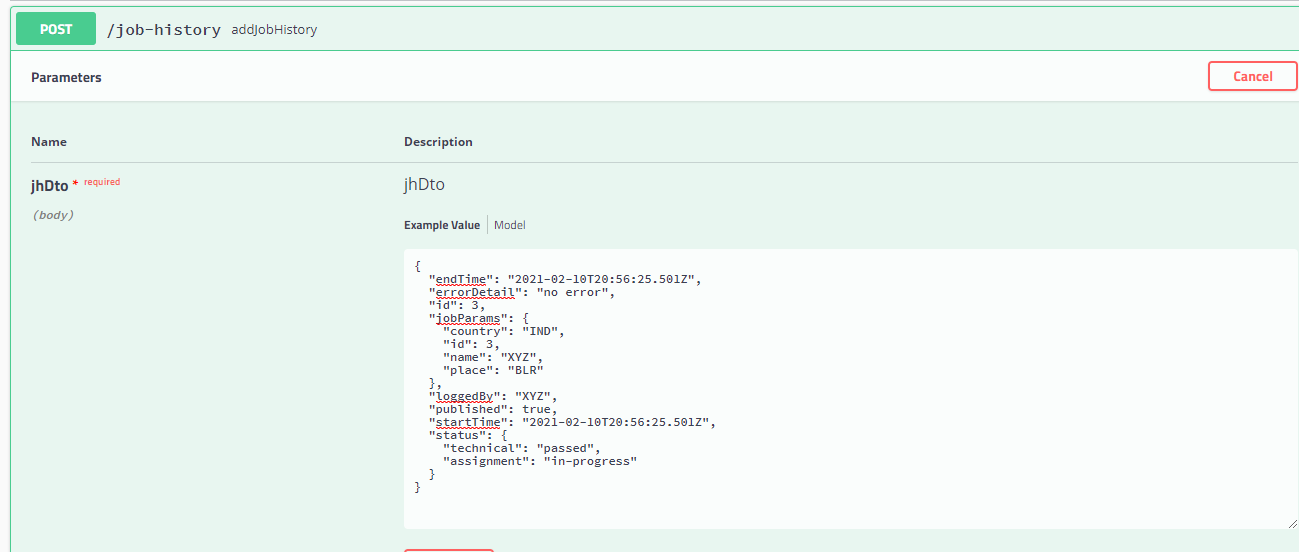 POST /job-history addJobHistory
Parameters
Cancel
Name Description
jhDto * required jhDto
(body)
Example Value Model
{
  "endTime": "2021-02-10T20:56:25.501Z",
  "errorDetail": "no error",
  "id": 3,
  "jobParams": {
    "country": "IND",
    "id": 3,
    "name": "XYZ",
    "place": "BLR"
  },
  "loggedBy": "XYZ",
  "published": true,
  "startTime": "2021-02-10T20:56:25.501Z",
  "status": {
    "technical": "passed",
    "assignment": "in-progress"
  }
}